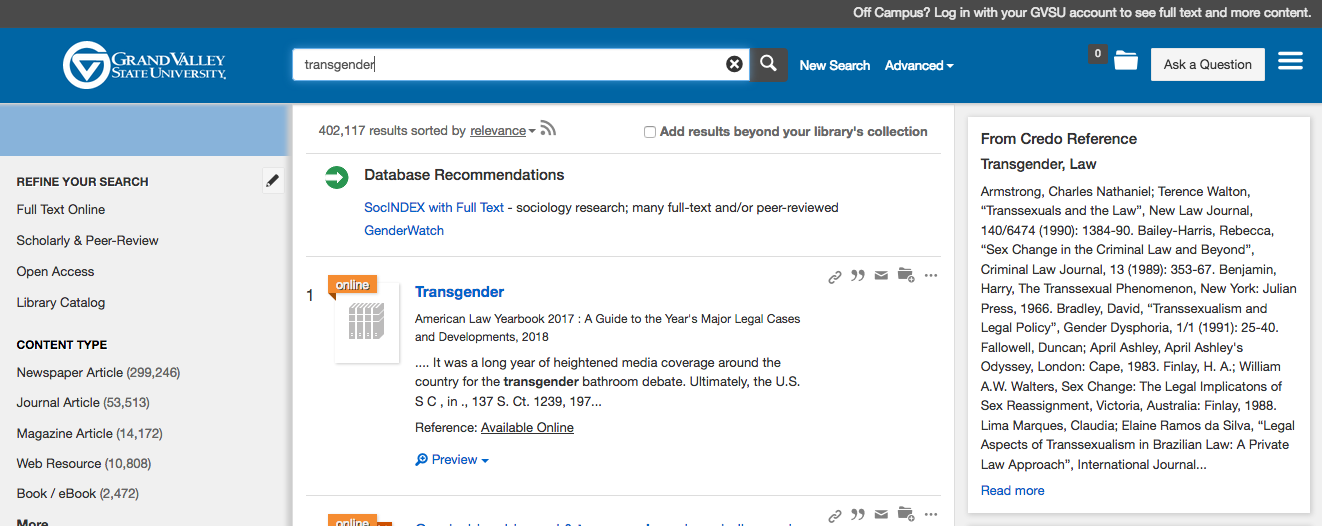 Off Campus? Log in with your GVSU account to see full text and more content.
GRANDVALLEY
STATE UNIVERSITY.
transgender
New Search
Advanced
0
Ask a Question
REFINE YOUR SEARCH
Full Text Online
Scholarly & Peer-Review
Open Access
Library Catalog
CONTENT TYPE
Newspaper Article (299,246)
Journal Article (53,513)
Magazine Article (14,172)
Web Resource (10,808)
Book / eBook (2,472)
More
402,117 results sorted by relevance
Add results beyond your library's collection
Database Recommendations
SocINDEX with Full Text - sociology research; many full-text and/or peer-reviewed
GenderWatch
1
online
Transgender
American Law Yearbook 2017 : A Guide to the Year's Major Legal Cases
and Developments, 2018
.... It was a long year of heightened media coverage around the
country for the transgender bathroom debate. Ultimately, the U.S.
S C , in ., 137 S. Ct. 1239, 197...
Reference: Available Online
Preview
online
From Credo Reference
Transgender, Law
Armstrong, Charles Nathaniel; Terence Walton,
“Transsexuals and the Law”, New Law Journal,
140/6474 (1990): 1384-90. Bailey-Harris, Rebecca,
“Sex Change in the Criminal Law and Beyond”,
Criminal Law Journal, 13 (1989): 353-67. Benjamin,
Harry, The Transsexual Phenomenon, New York: Julian
Press, 1966. Bradley, David, “Transsexualism and
Legal Policy”, Gender Dysphoria, 1/1 (1991): 25-40.
Fallowell, Duncan; April Ashley, April Ashley's
Odyssey, London: Cape, 1983. Finlay, H. A.; William
A.W. Walters, Sex Change: The Legal Implicatons of
Sex Reassignment, Victoria, Australia: Finlay, 1988.
Lima Marques, Claudia; Elaine Ramos da Silva, “Legal
Aspects of Transsexualism in Brazilian Law: A Private
Law Approach”, International Journal...
Read more